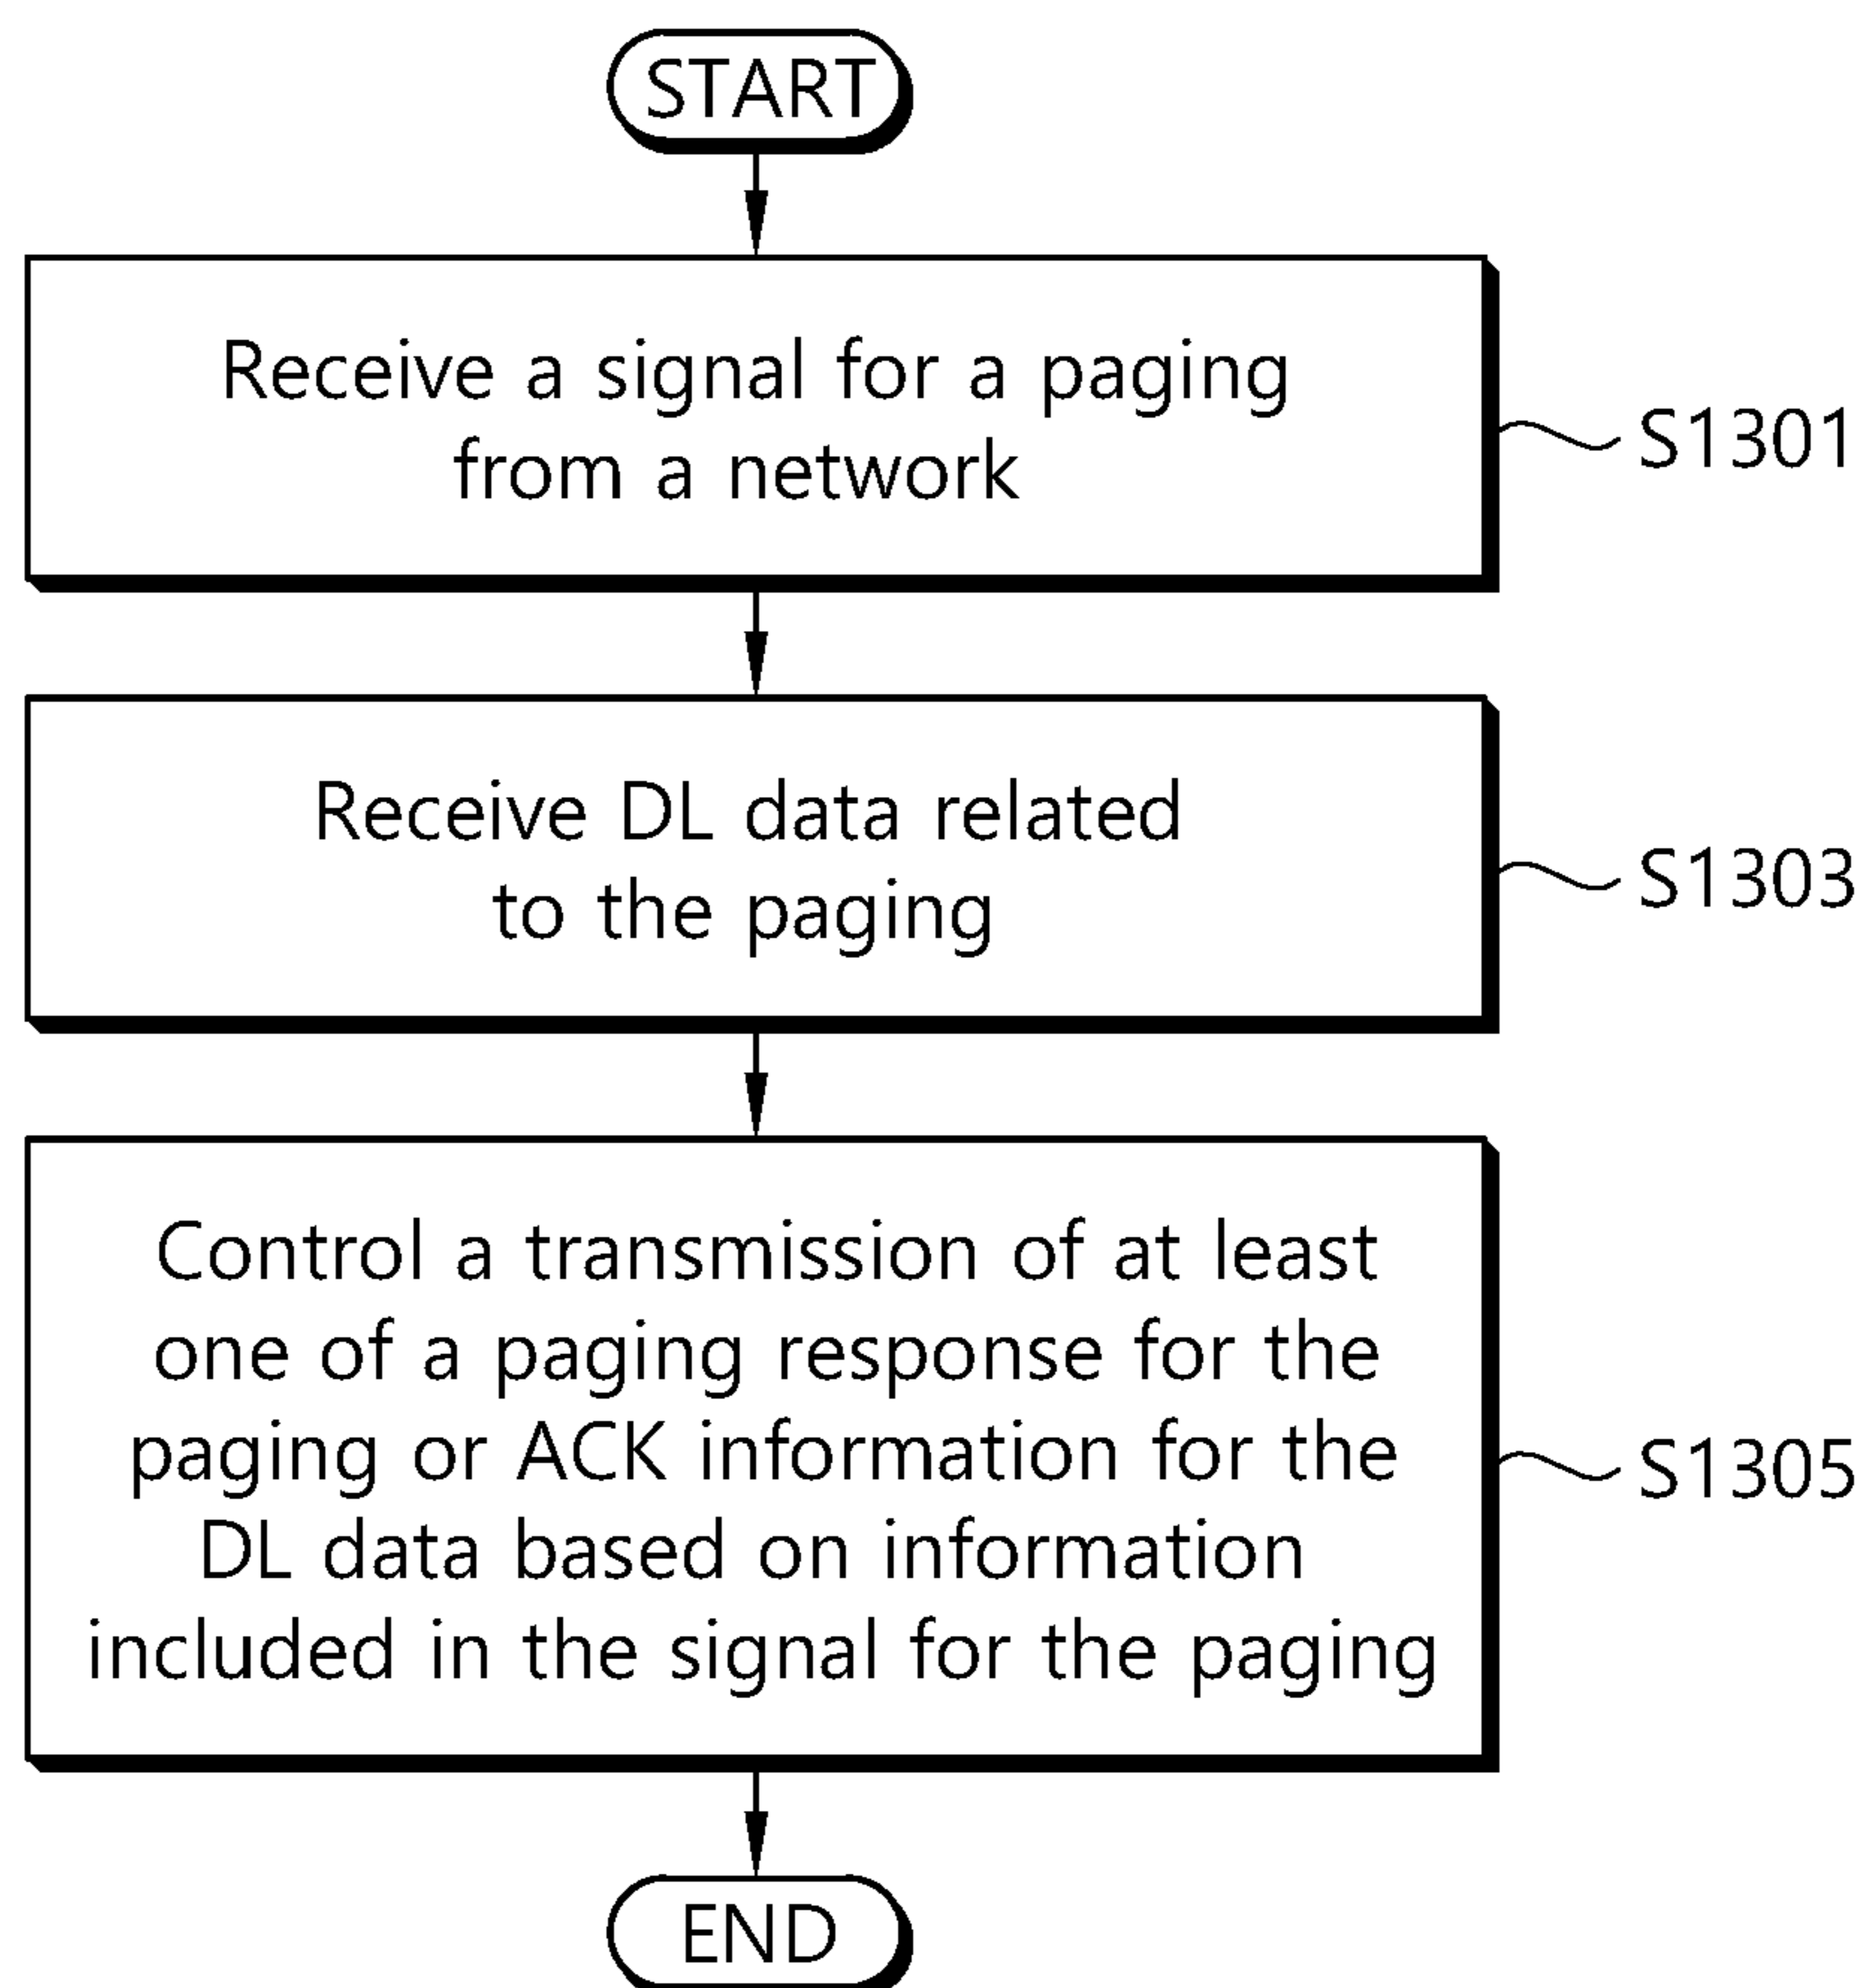 START
Receive a signal for a paging
from a network
S1301
Receive DL data related
to the paging
S1303
Control a transmission of at least
one of a paging response for the
paging or ACK information for the
DL data based on information
included in the signal for the paging
S1305
END